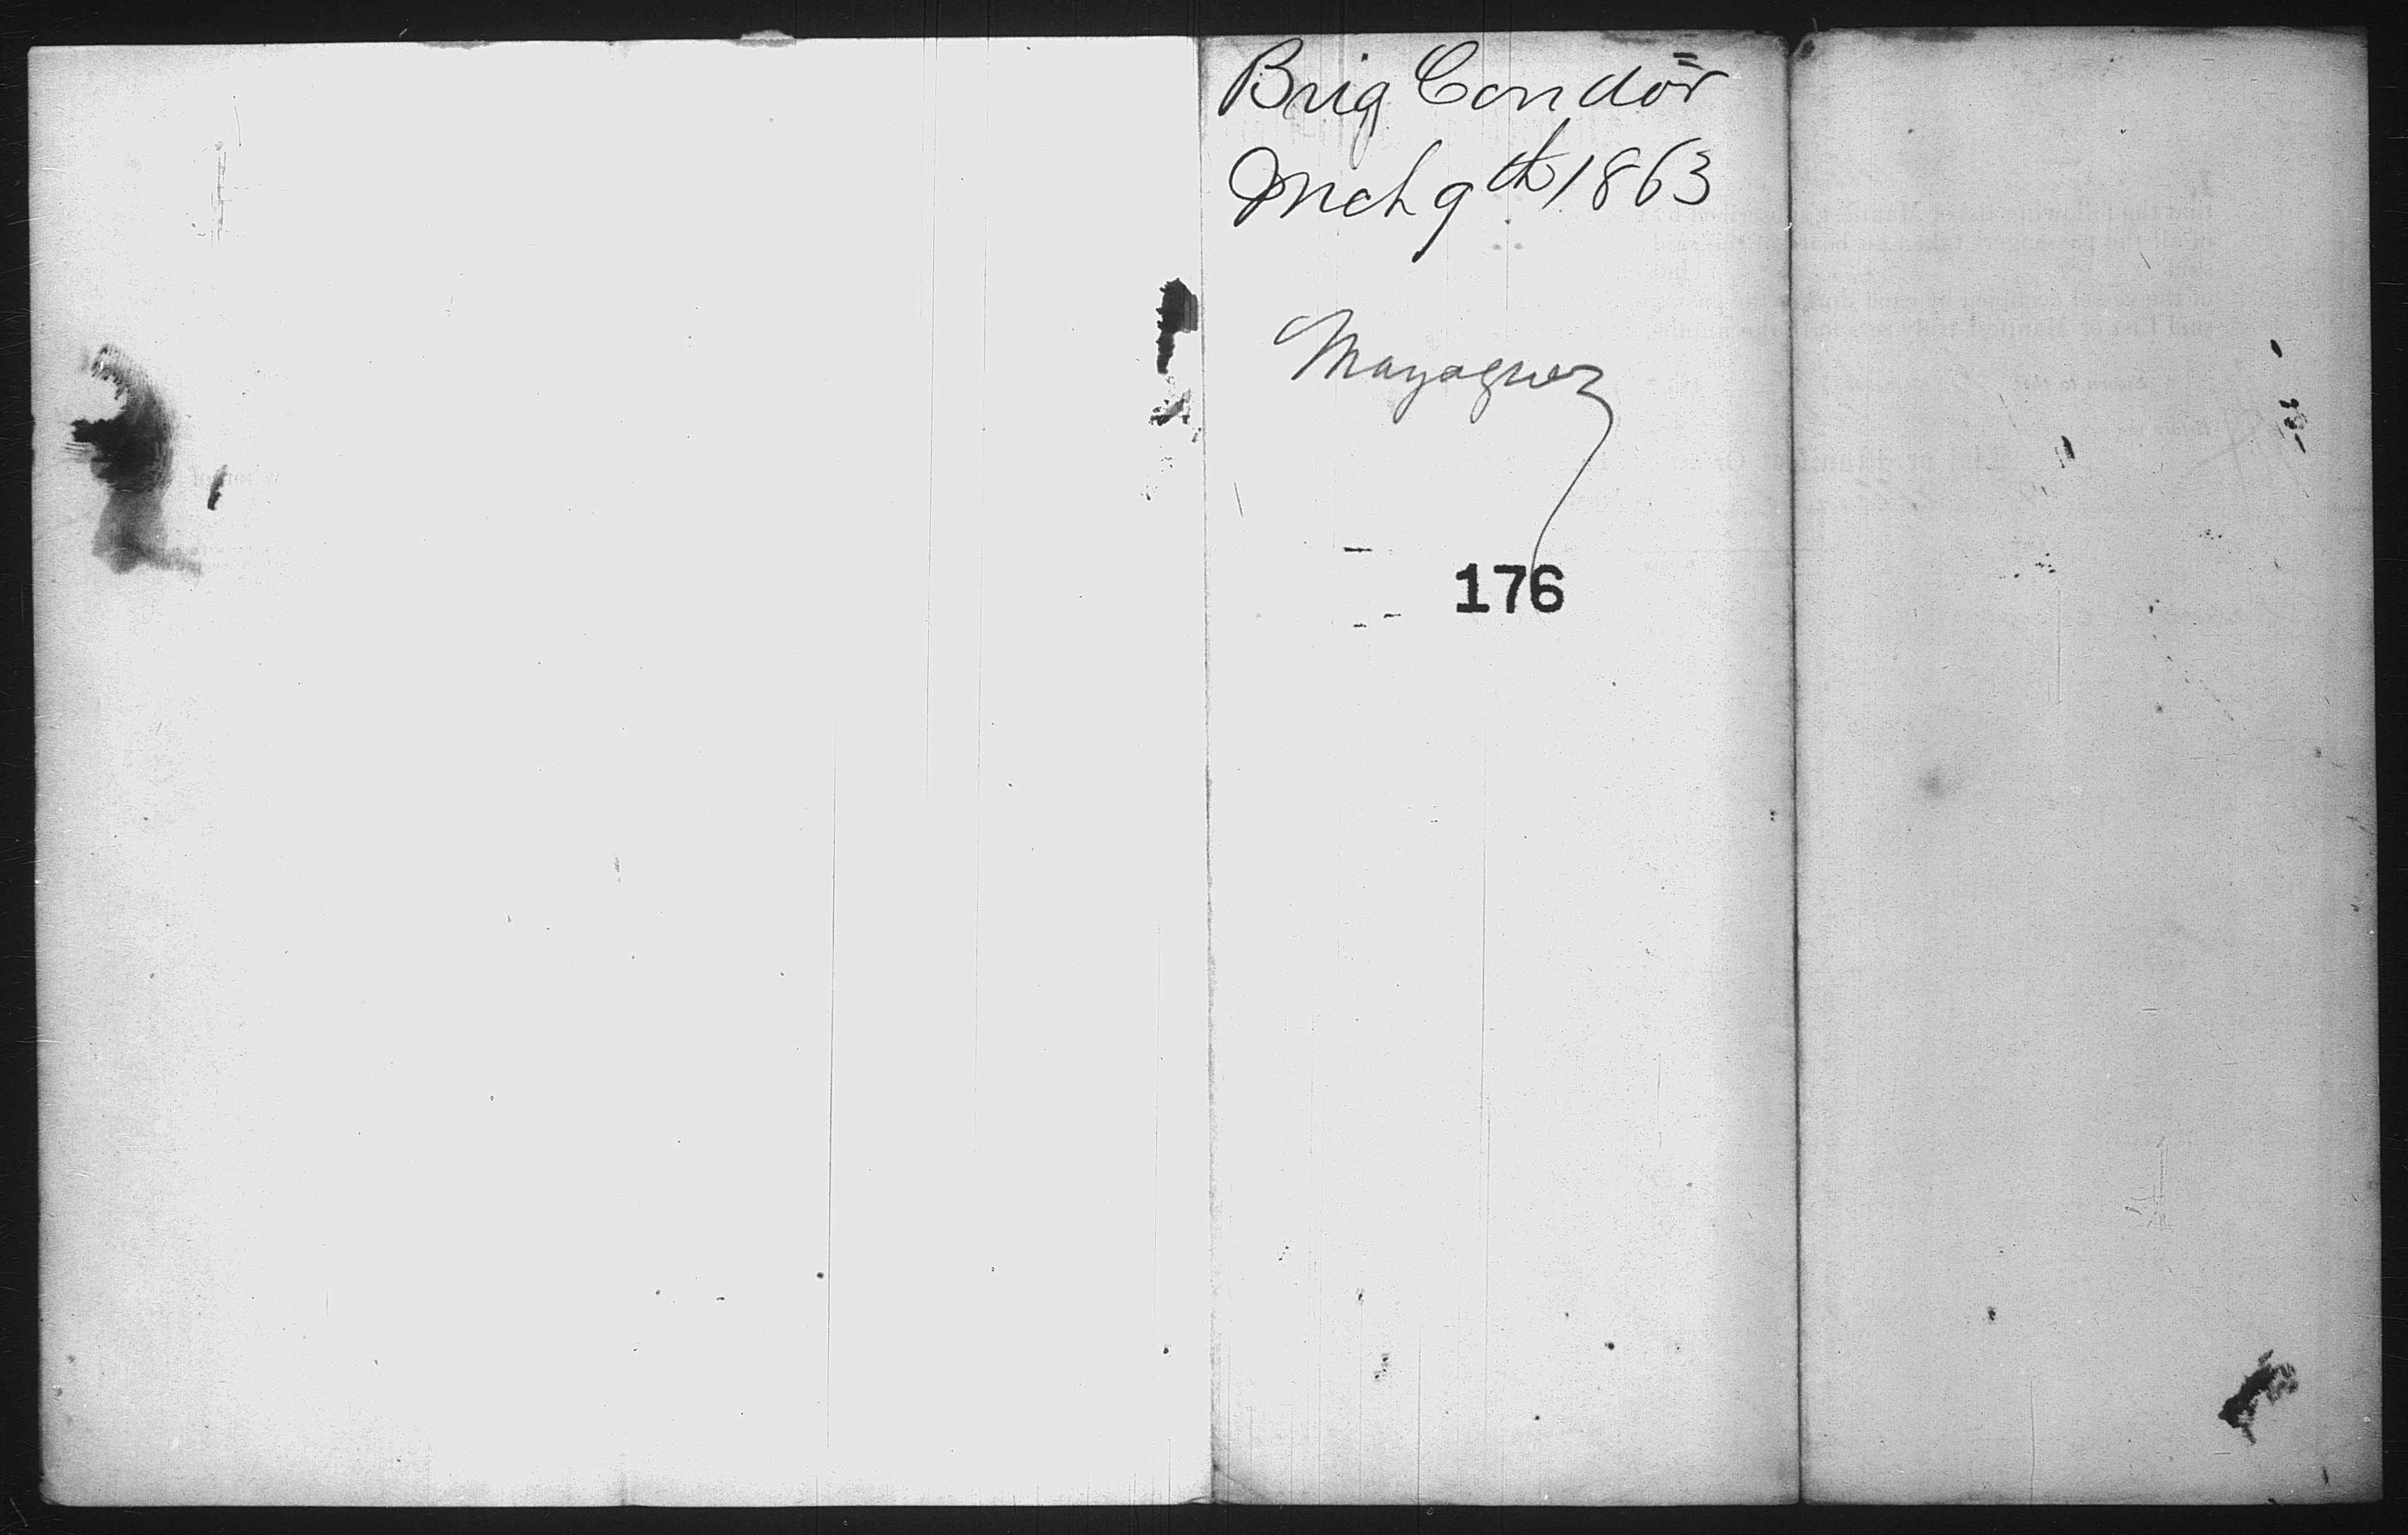 Brig Condor
Mch 9th 1863
Mayaguez
176